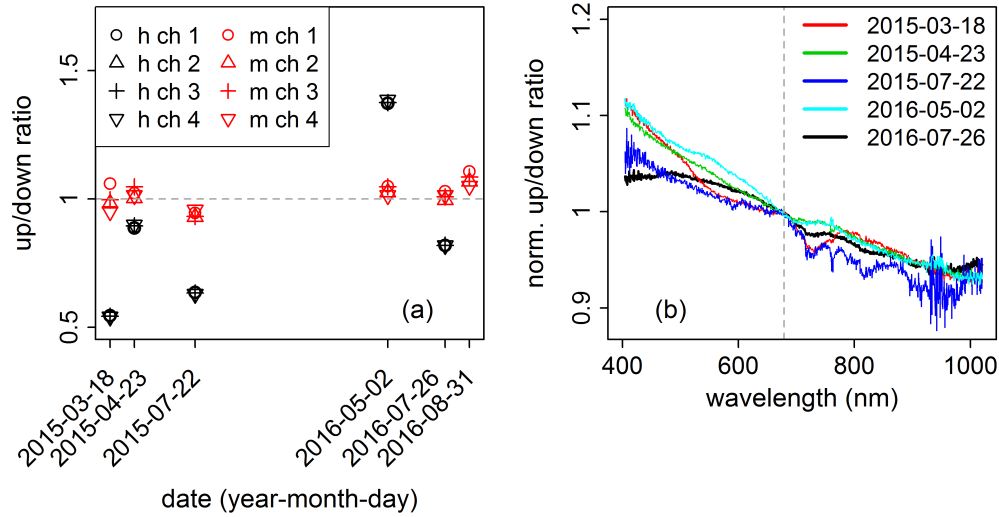 up/down ratio
1.5
1
0.5
h ch 1
h ch 2
h ch 3
h ch 4
m ch 1
m ch 2
m ch 3
m ch 4
(a)
2015-03-18
2015-04-23
2015-07-22
2016-05-02
2016-07-26
2016-08-31
date (year-month-day)
norm. up/down ratio
1.2
1.1
1
0.9
2015-03-18
2015-04-23
2015-07-22
2016-05-02
2016-07-26
(b)
400
600
800
1000
wavelength (nm)